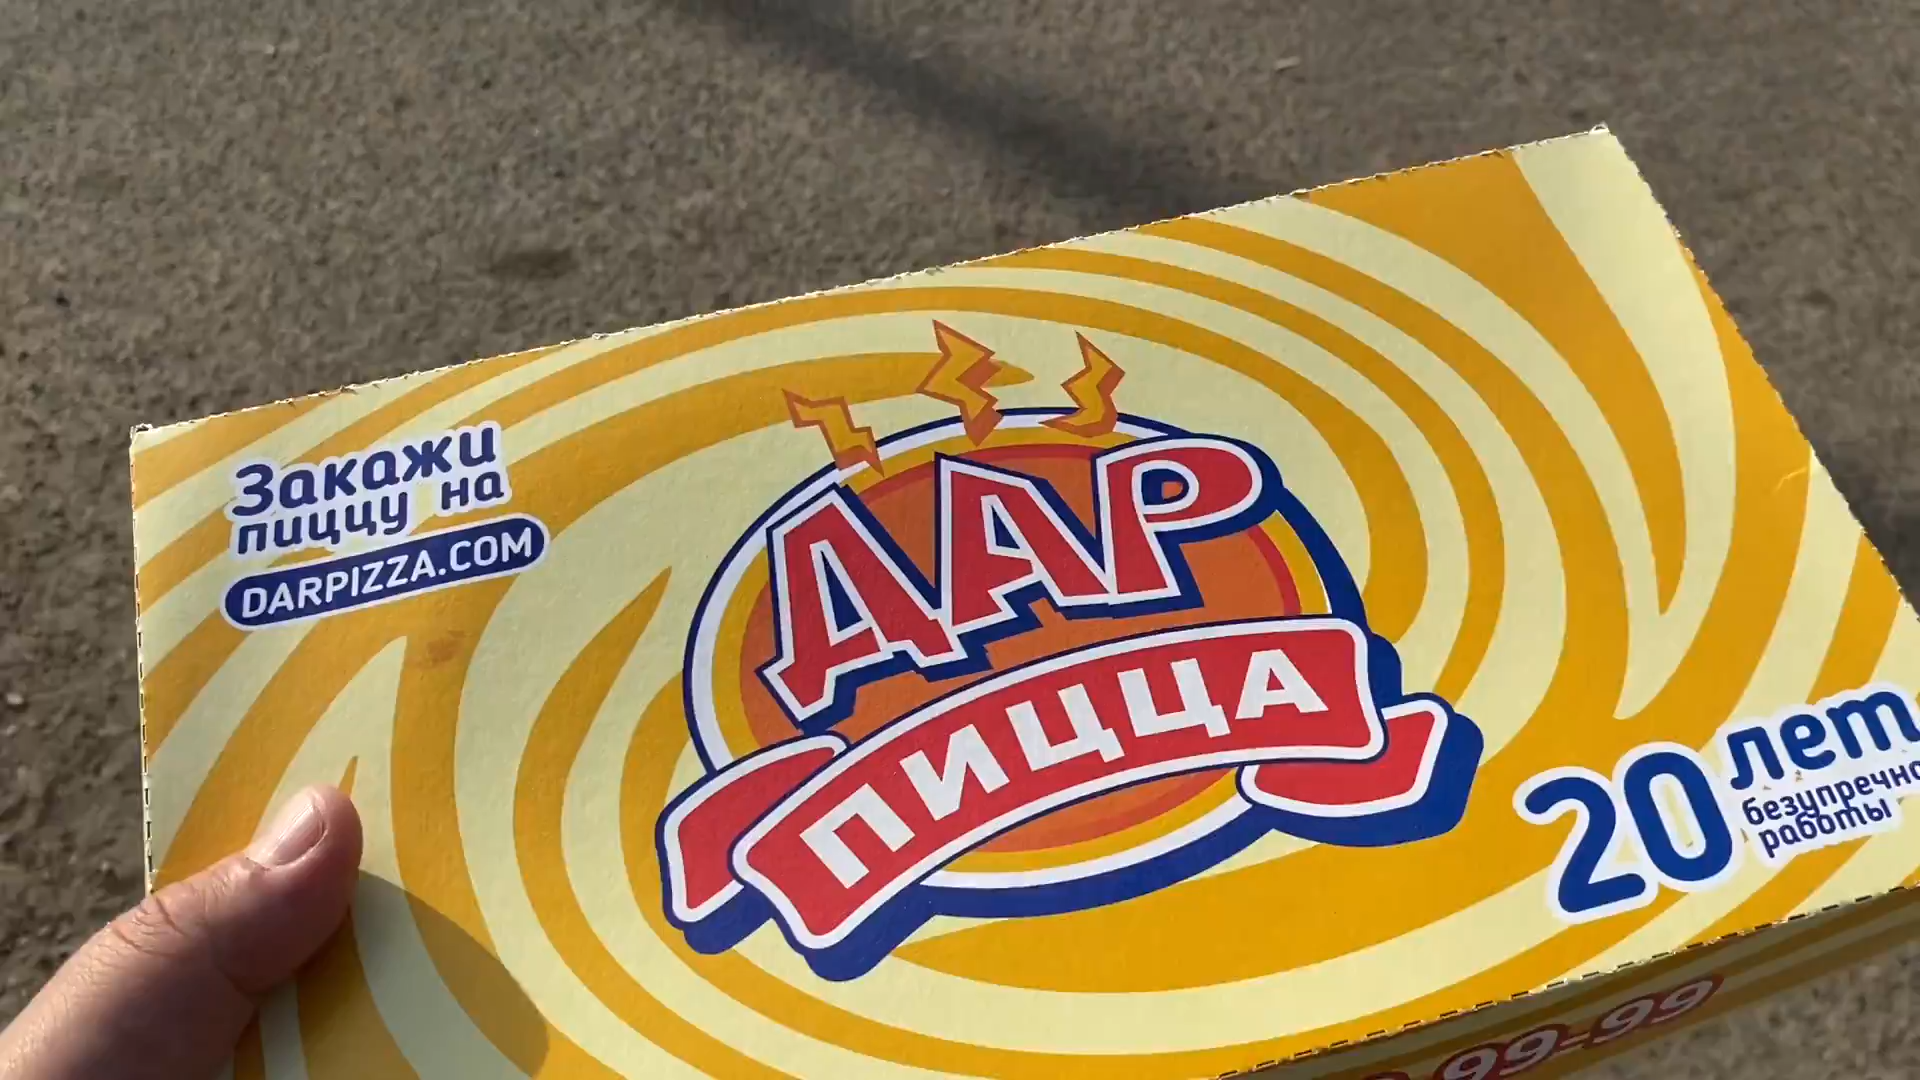 Закажи
пиццу на
DARPIZZA.COM
ДАР
ПИЦЦА
20 лет
безупречно
работы
99-99